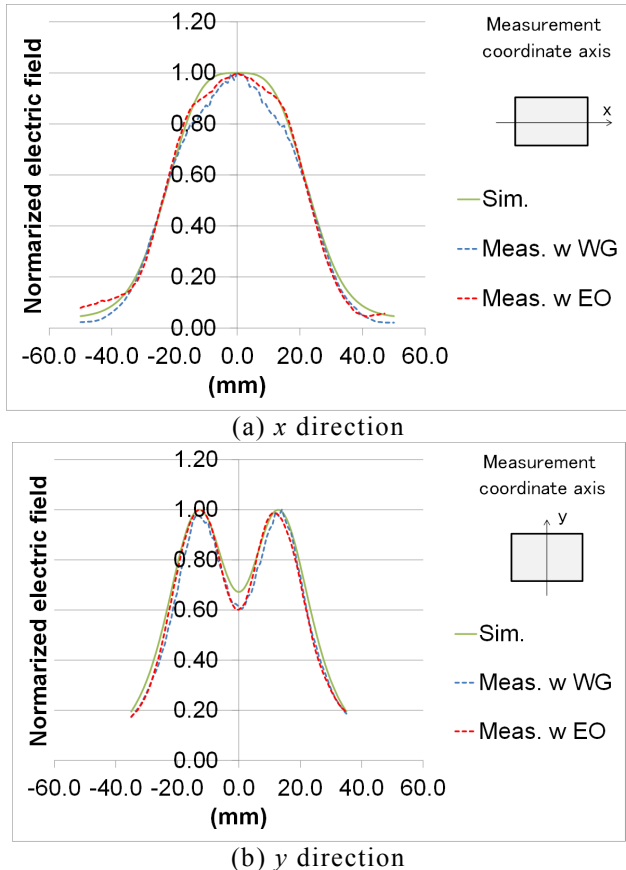 1.20
1.00
0.80
0.60
0.40
0.20
0.00
-60.0 -40.0 -20.0 0.0 20.0 40.0 60.0
(mm)
Normarized electric field
Measurement
coordinate axis
x
Sim.
Meas. w WG
Meas. w EO
(a) x direction
1.20
1.00
0.80
0.60
0.40
0.20
0.00
-60.0 -40.0 -20.0 0.0 20.0 40.0 60.0
(mm)
Normarized electric field
Measurement
coordinate axis
y
Sim.
Meas. w WG
Meas. w EO
(b) y direction